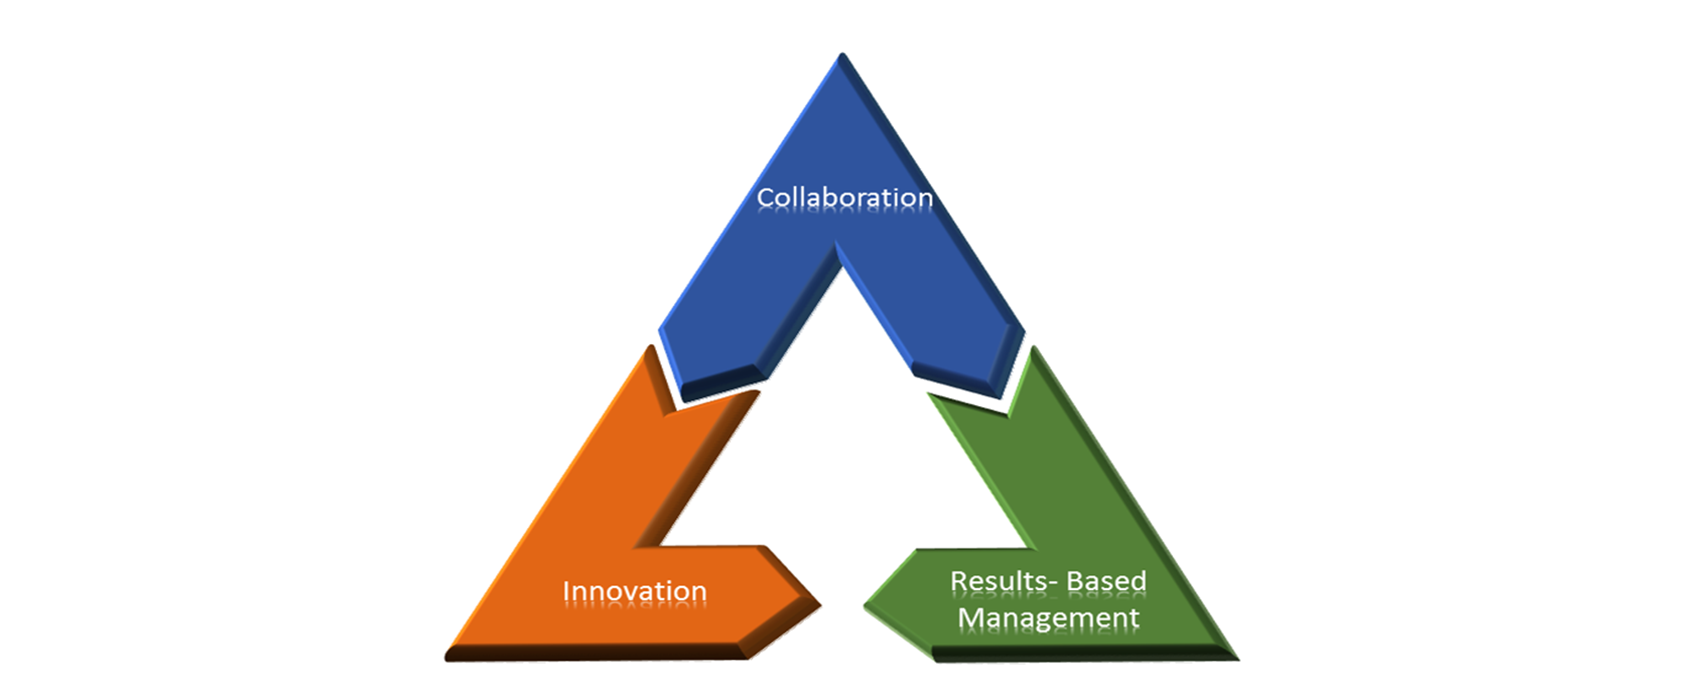 Collaboration
Innovation
Results- Based
Management